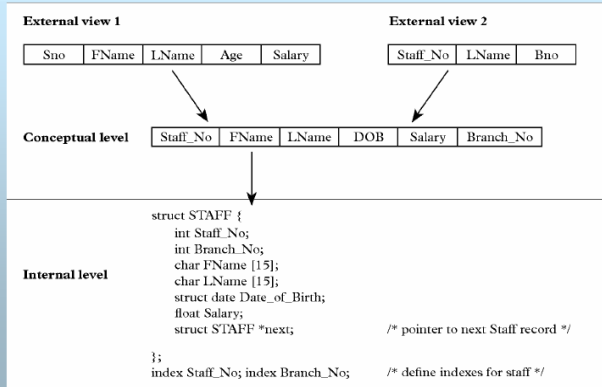 External view 1
External view 2
Sno FName LName Age Salary
Staff_No LName Bno
Conceptual level
Staff_No FName LName DOB Salary Branch_No
struct STAFF {
int Staff_No;
int Branch_No;
char FName [15];
Internal level
char LName [15];
struct date Date_of_Birth;
float Salary;
struct STAFF *next; /* pointer to next Staff record */
};
index Staff_No; index Branch_No; /* define indexes for staff */